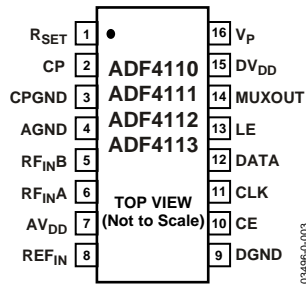 RSET 1 16 VP
CP 2 15 DVDD
CPGND 3 14 MUXOUT
AGND 4 13 LE
RFINB 5 12 DATA
RFINA 6 11 CLK
AVDD 7 10 CE
REFIN 8 9 DGND
ADF4110
ADF4111
ADF4112
ADF4113
TOP VIEW
(Not to Scale)
03496-0-003